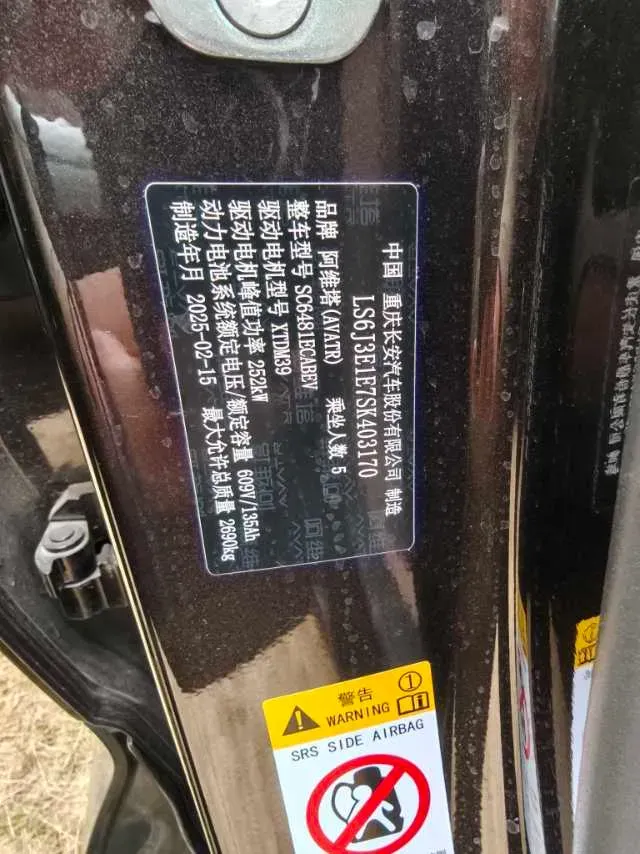 中国 重庆长安汽车股份有限公司 制造
LS6J3E1E7SK403170
品牌 阿维塔(AVATR) 乘坐人数 5
整车型号 SC6481ECABEV
驱动电机型号 XTDM39
驱动电机峰值功率 252kW
动力电池系统额定电压/额定容量 609V/135Ah
制造年月 2025-02-15 最大允许总质量 2690kg
警告
WARNING
SRS SIDE AIRBAG